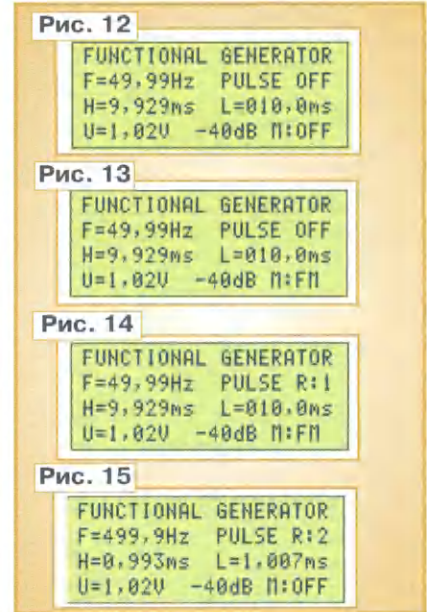 Рис. 12
FUNCTIONAL GENERATOR
F=49,99Hz PULSE OFF
H=9,929ms L=010,0ms
U=1,02V -40dB M:OFF
Рис. 13
FUNCTIONAL GENERATOR
F=49,99Hz PULSE OFF
H=9,929ms L=010,0ms
U=1,02V -40dB M:FM
Рис. 14
FUNCTIONAL GENERATOR
F=49,99Hz PULSE R:1
H=9,929ms L=010,0ms
U=1,02V -40dB M:FM
Рис. 15
FUNCTIONAL GENERATOR
F=499,9Hz PULSE R:2
H=0,993ms L=1,007ms
U=1,02V -40dB M:OFF